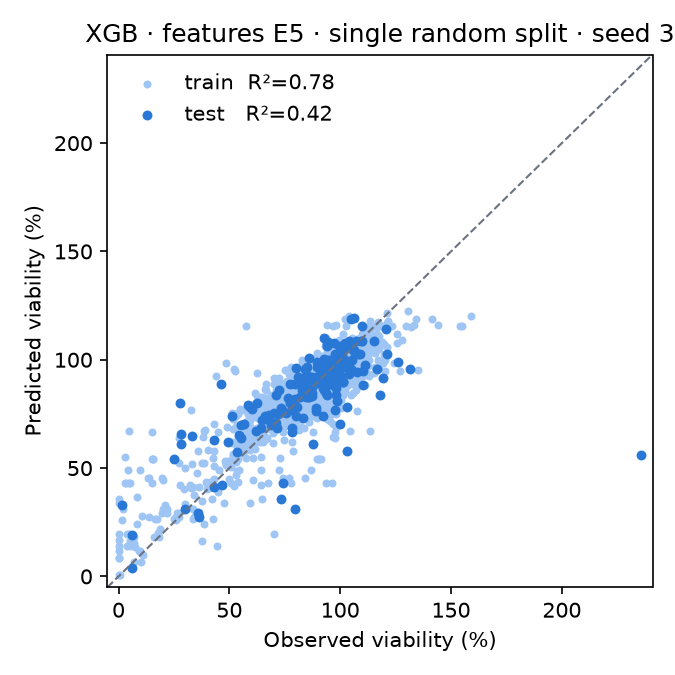 XGB · features E5 · single random split · seed 3
train R²=0.78
test R²=0.42
200
150
100
50
0
Predicted viability (%)
0 50 100 150 200
Observed viability (%)